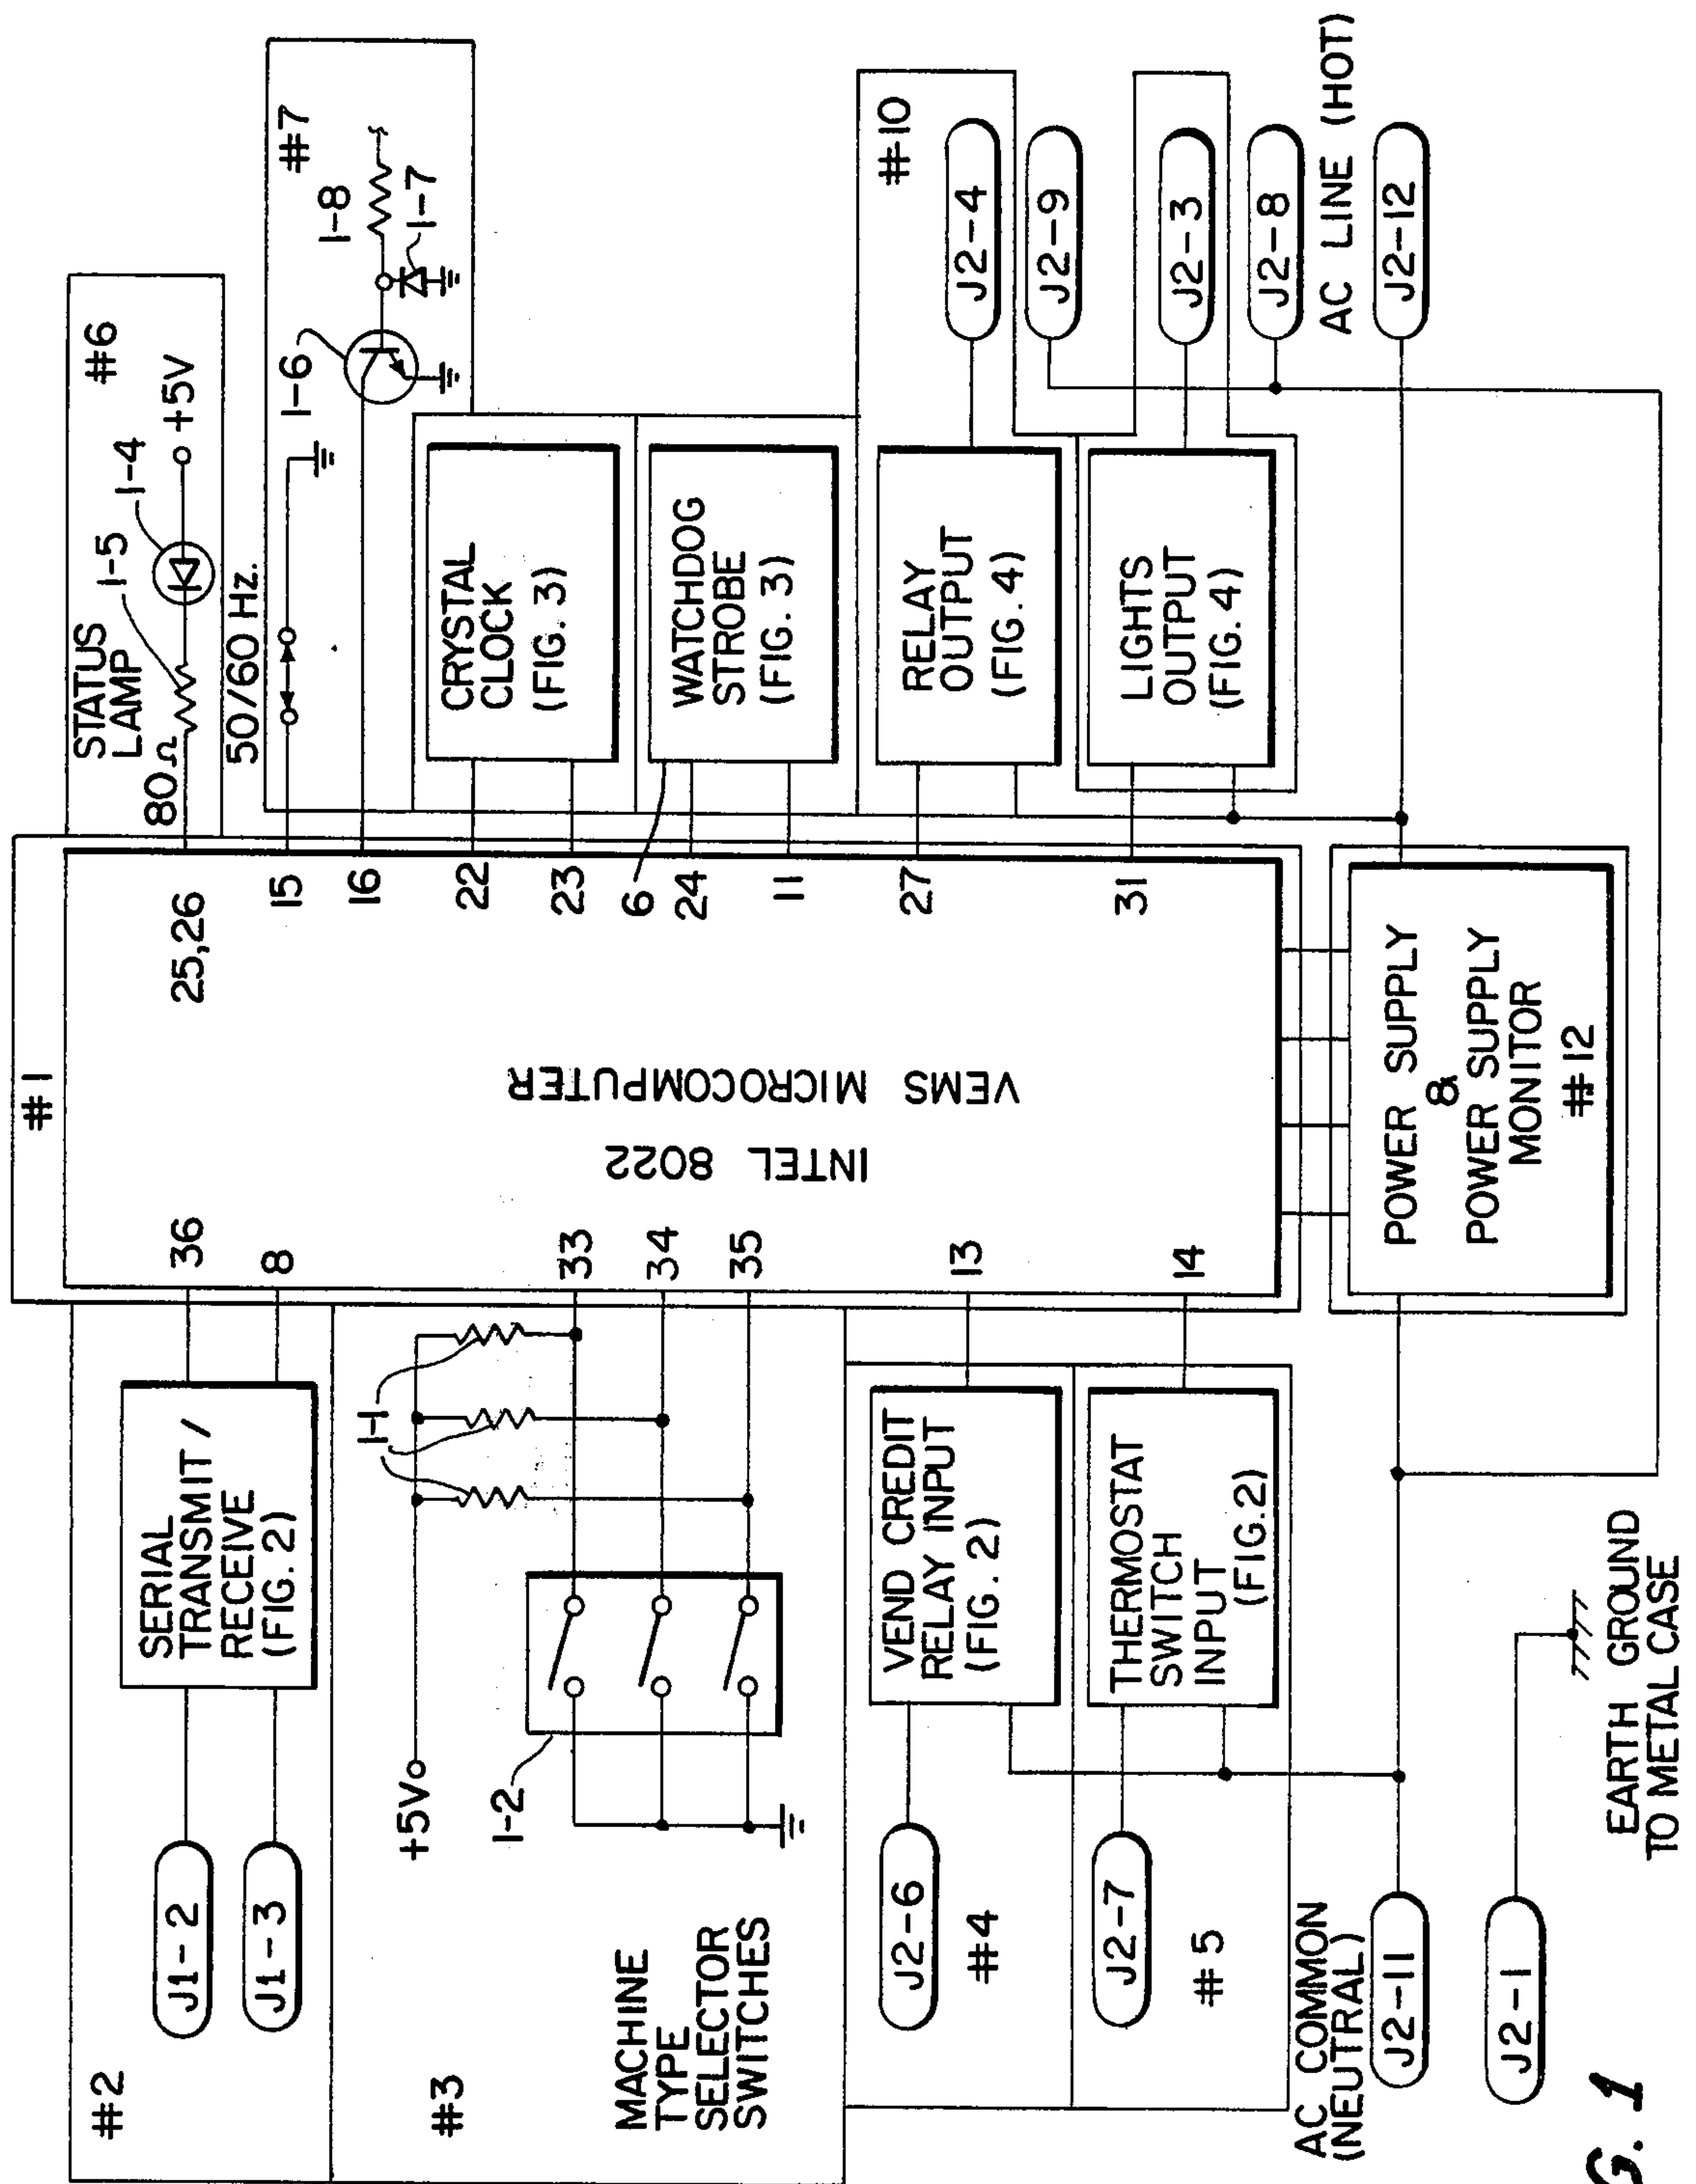 #1
#2
J1-2
J1-3
SERIAL
TRANSMIT /
RECEIVE
(FIG. 2)
36
8
#3
MACHINE
TYPE
SELECTOR
SWITCHES
+5V
1-1
1-2
33
34
35
#4
J2-6
VEND CREDIT
RELAY INPUT
(FIG. 2)
13
#5
J2-7
THERMOSTAT
SWITCH
INPUT
(FIG.2)
14
AC COMMON
(NEUTRAL)
J2-11
J2-1
EARTH GROUND
TO METAL CASE
INTEL 8022
VEMS MICROCOMPUTER
POWER SUPPLY
&
POWER SUPPLY
MONITOR
#12
25,26
15
16
22
23
6
24
11
27
31
STATUS
LAMP
80Ω
1-5
1-4
+5V
#6
50/60 Hz.
1-6
1-8
1-7
#7
CRYSTAL
CLOCK
(FIG. 3)
WATCHDOG
STROBE
(FIG. 3)
RELAY
OUTPUT
(FIG. 4)
LIGHTS
OUTPUT
(FIG. 4)
#10
J2-4
J2-9
J2-3
J2-8
AC LINE (HOT)
J2-12
G. 1